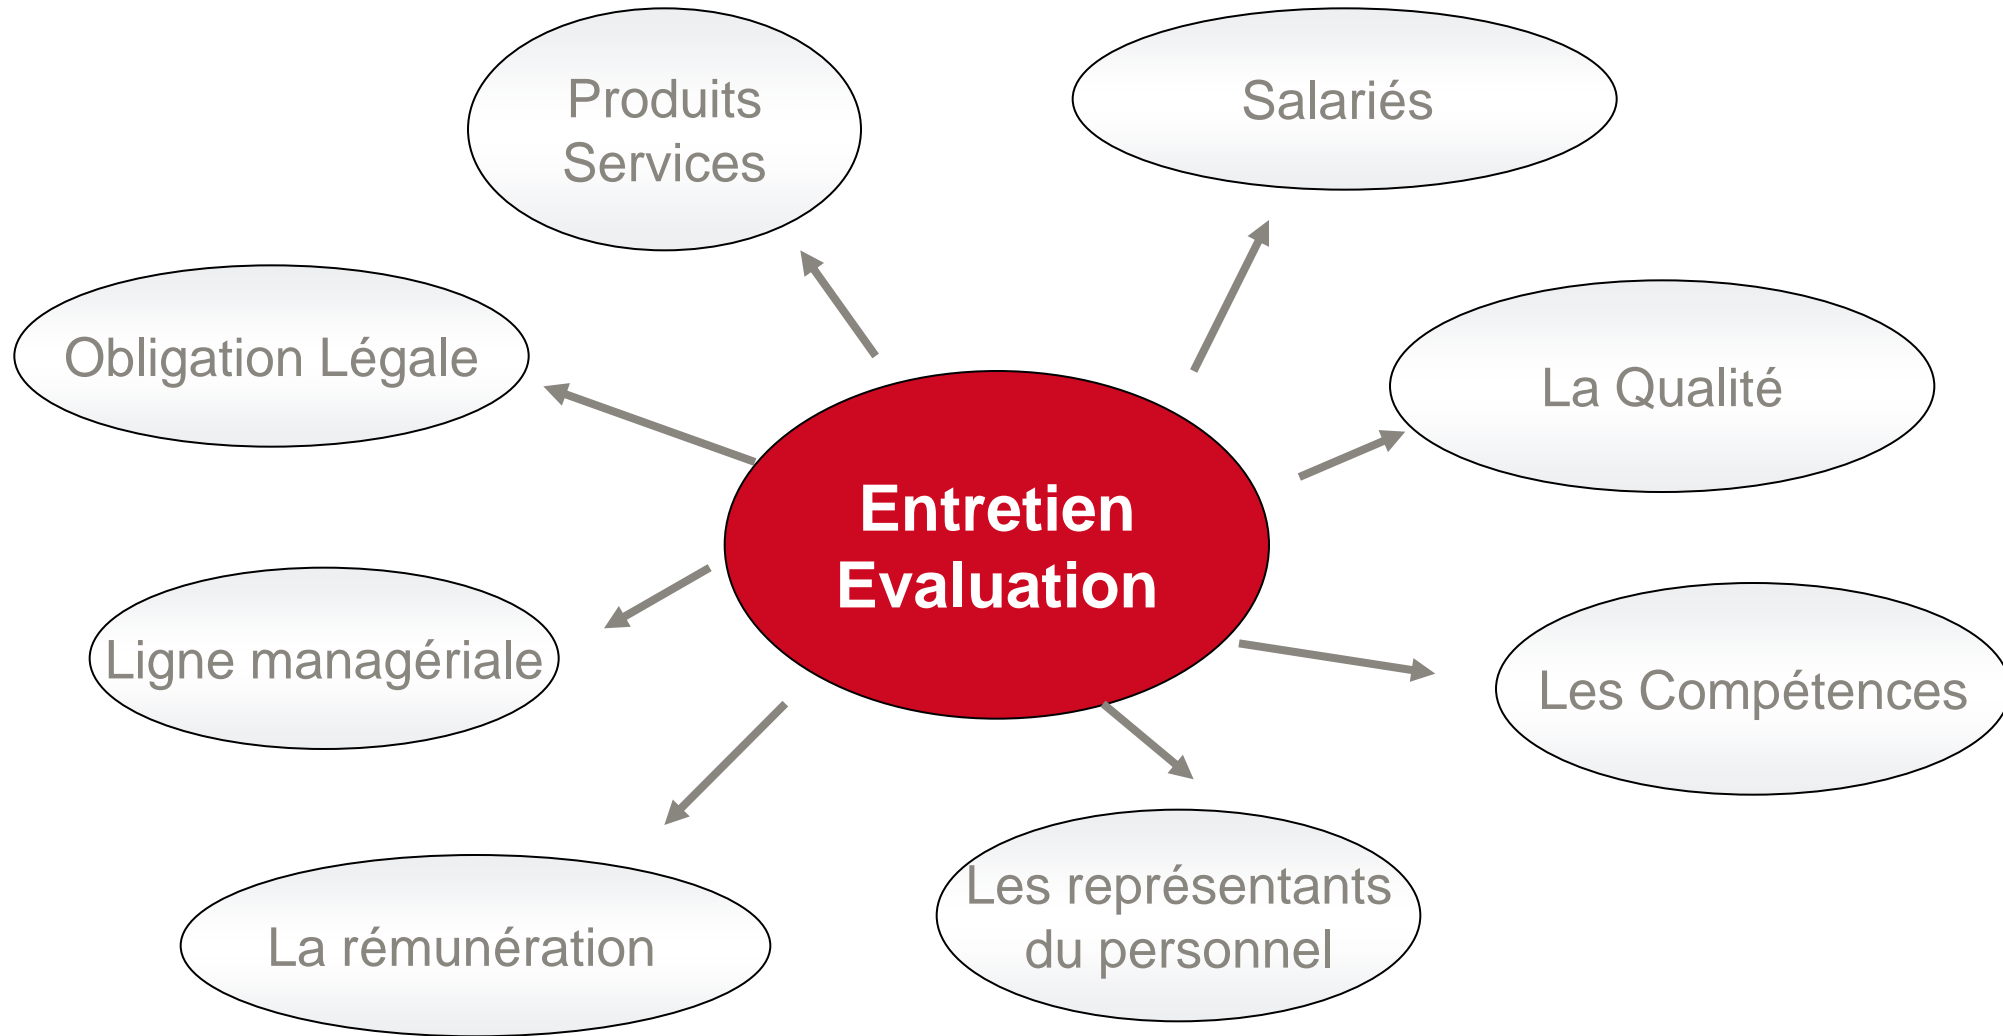 Produits
Services
Salariés
Obligation Légale
La Qualité
Entretien
Evaluation
Ligne managériale
Les Compétences
La rémunération
Les représentants
du personnel